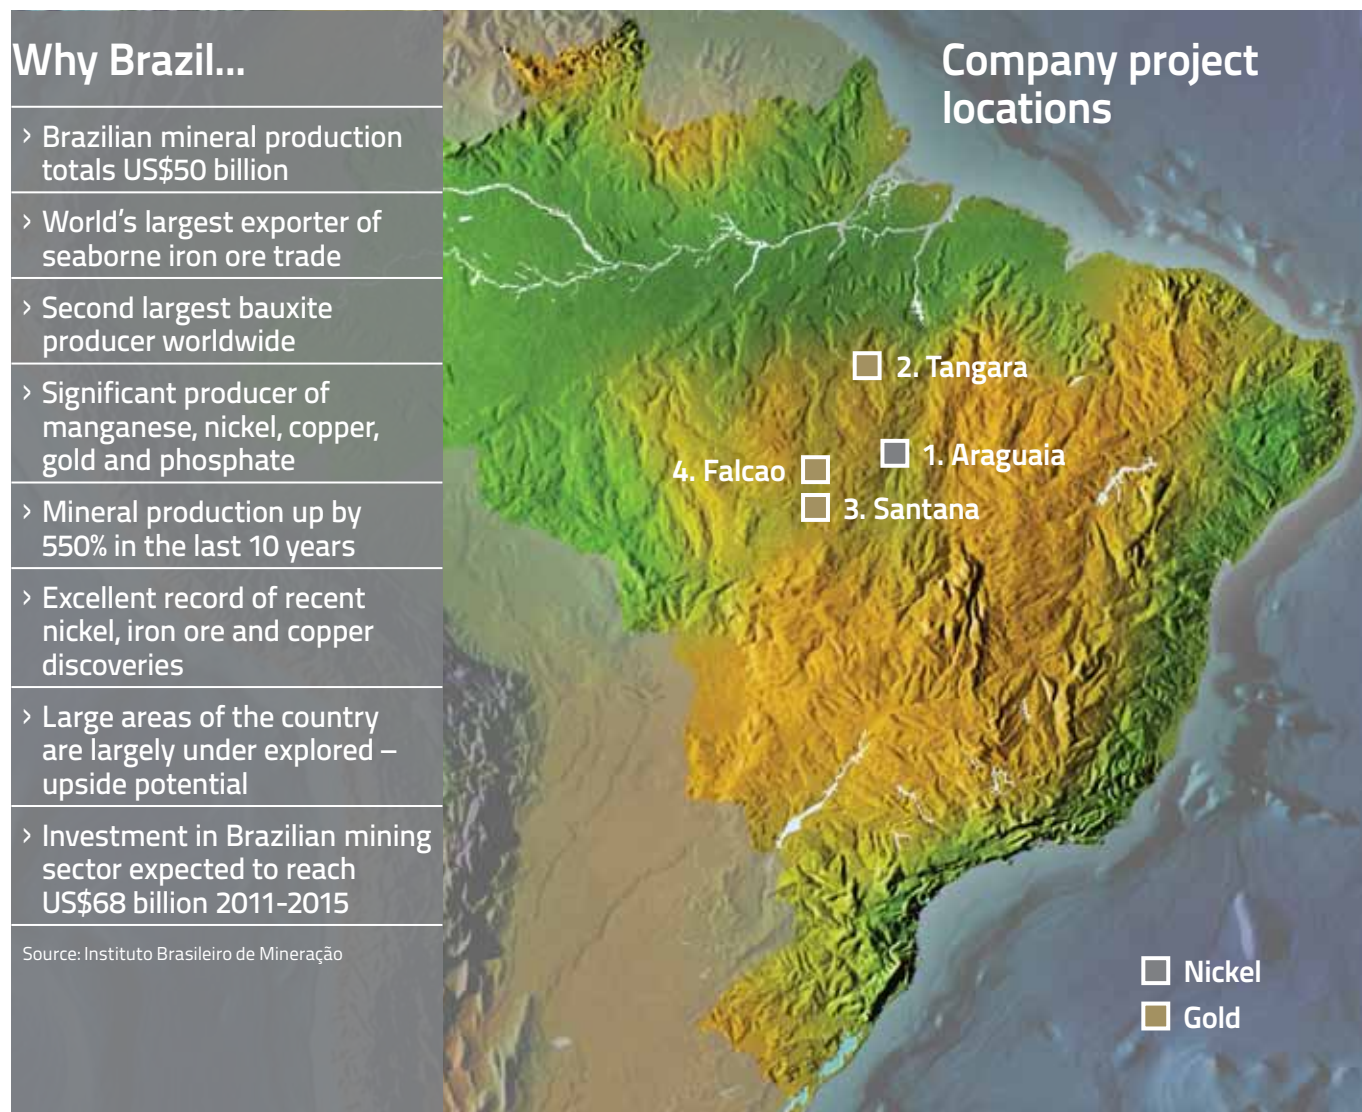 Why Brazil...
› Brazilian mineral production
totals US$50 billion
› World's largest exporter of
seaborne iron ore trade
› Second largest bauxite
producer worldwide
› Significant producer of
manganese, nickel, copper,
gold and phosphate
› Mineral production up by
550% in the last 10 years
› Excellent record of recent
nickel, iron ore and copper
discoveries
› Large areas of the country
are largely under explored –
upside potential
› Investment in Brazilian mining
sector expected to reach
US$68 billion 2011-2015
Source: Instituto Brasileiro de Mineração
Company project
locations
2. Tangara
1. Araguaia
4. Falcao
3. Santana
Nickel
Gold